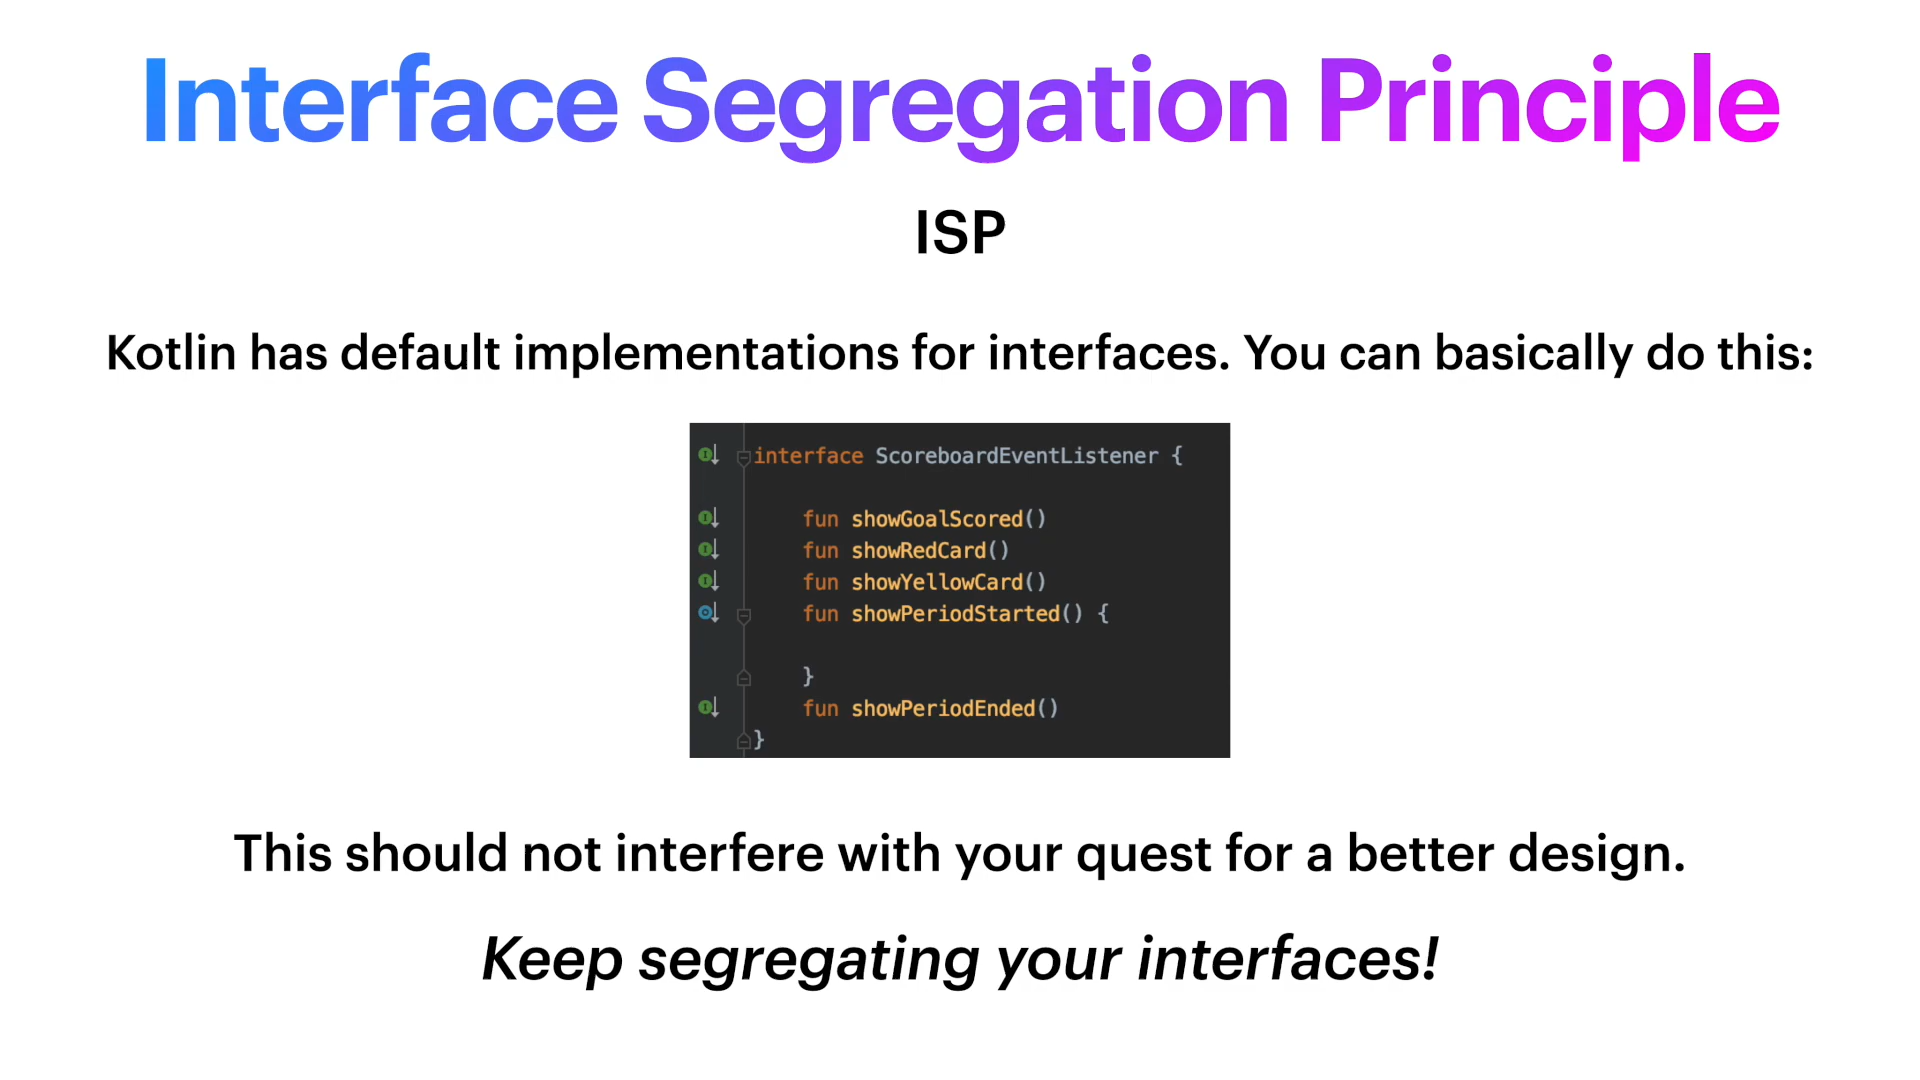 Interface Segregation Principle
ISP
Kotlin has default implementations for interfaces. You can basically do this:
interface ScoreboardEventListener {
fun showGoalScored()
fun showRedCard()
fun showYellowCard()
fun showPeriodStarted() {
}
fun showPeriodEnded()
}
This should not interfere with your quest for a better design.
Keep segregating your interfaces!